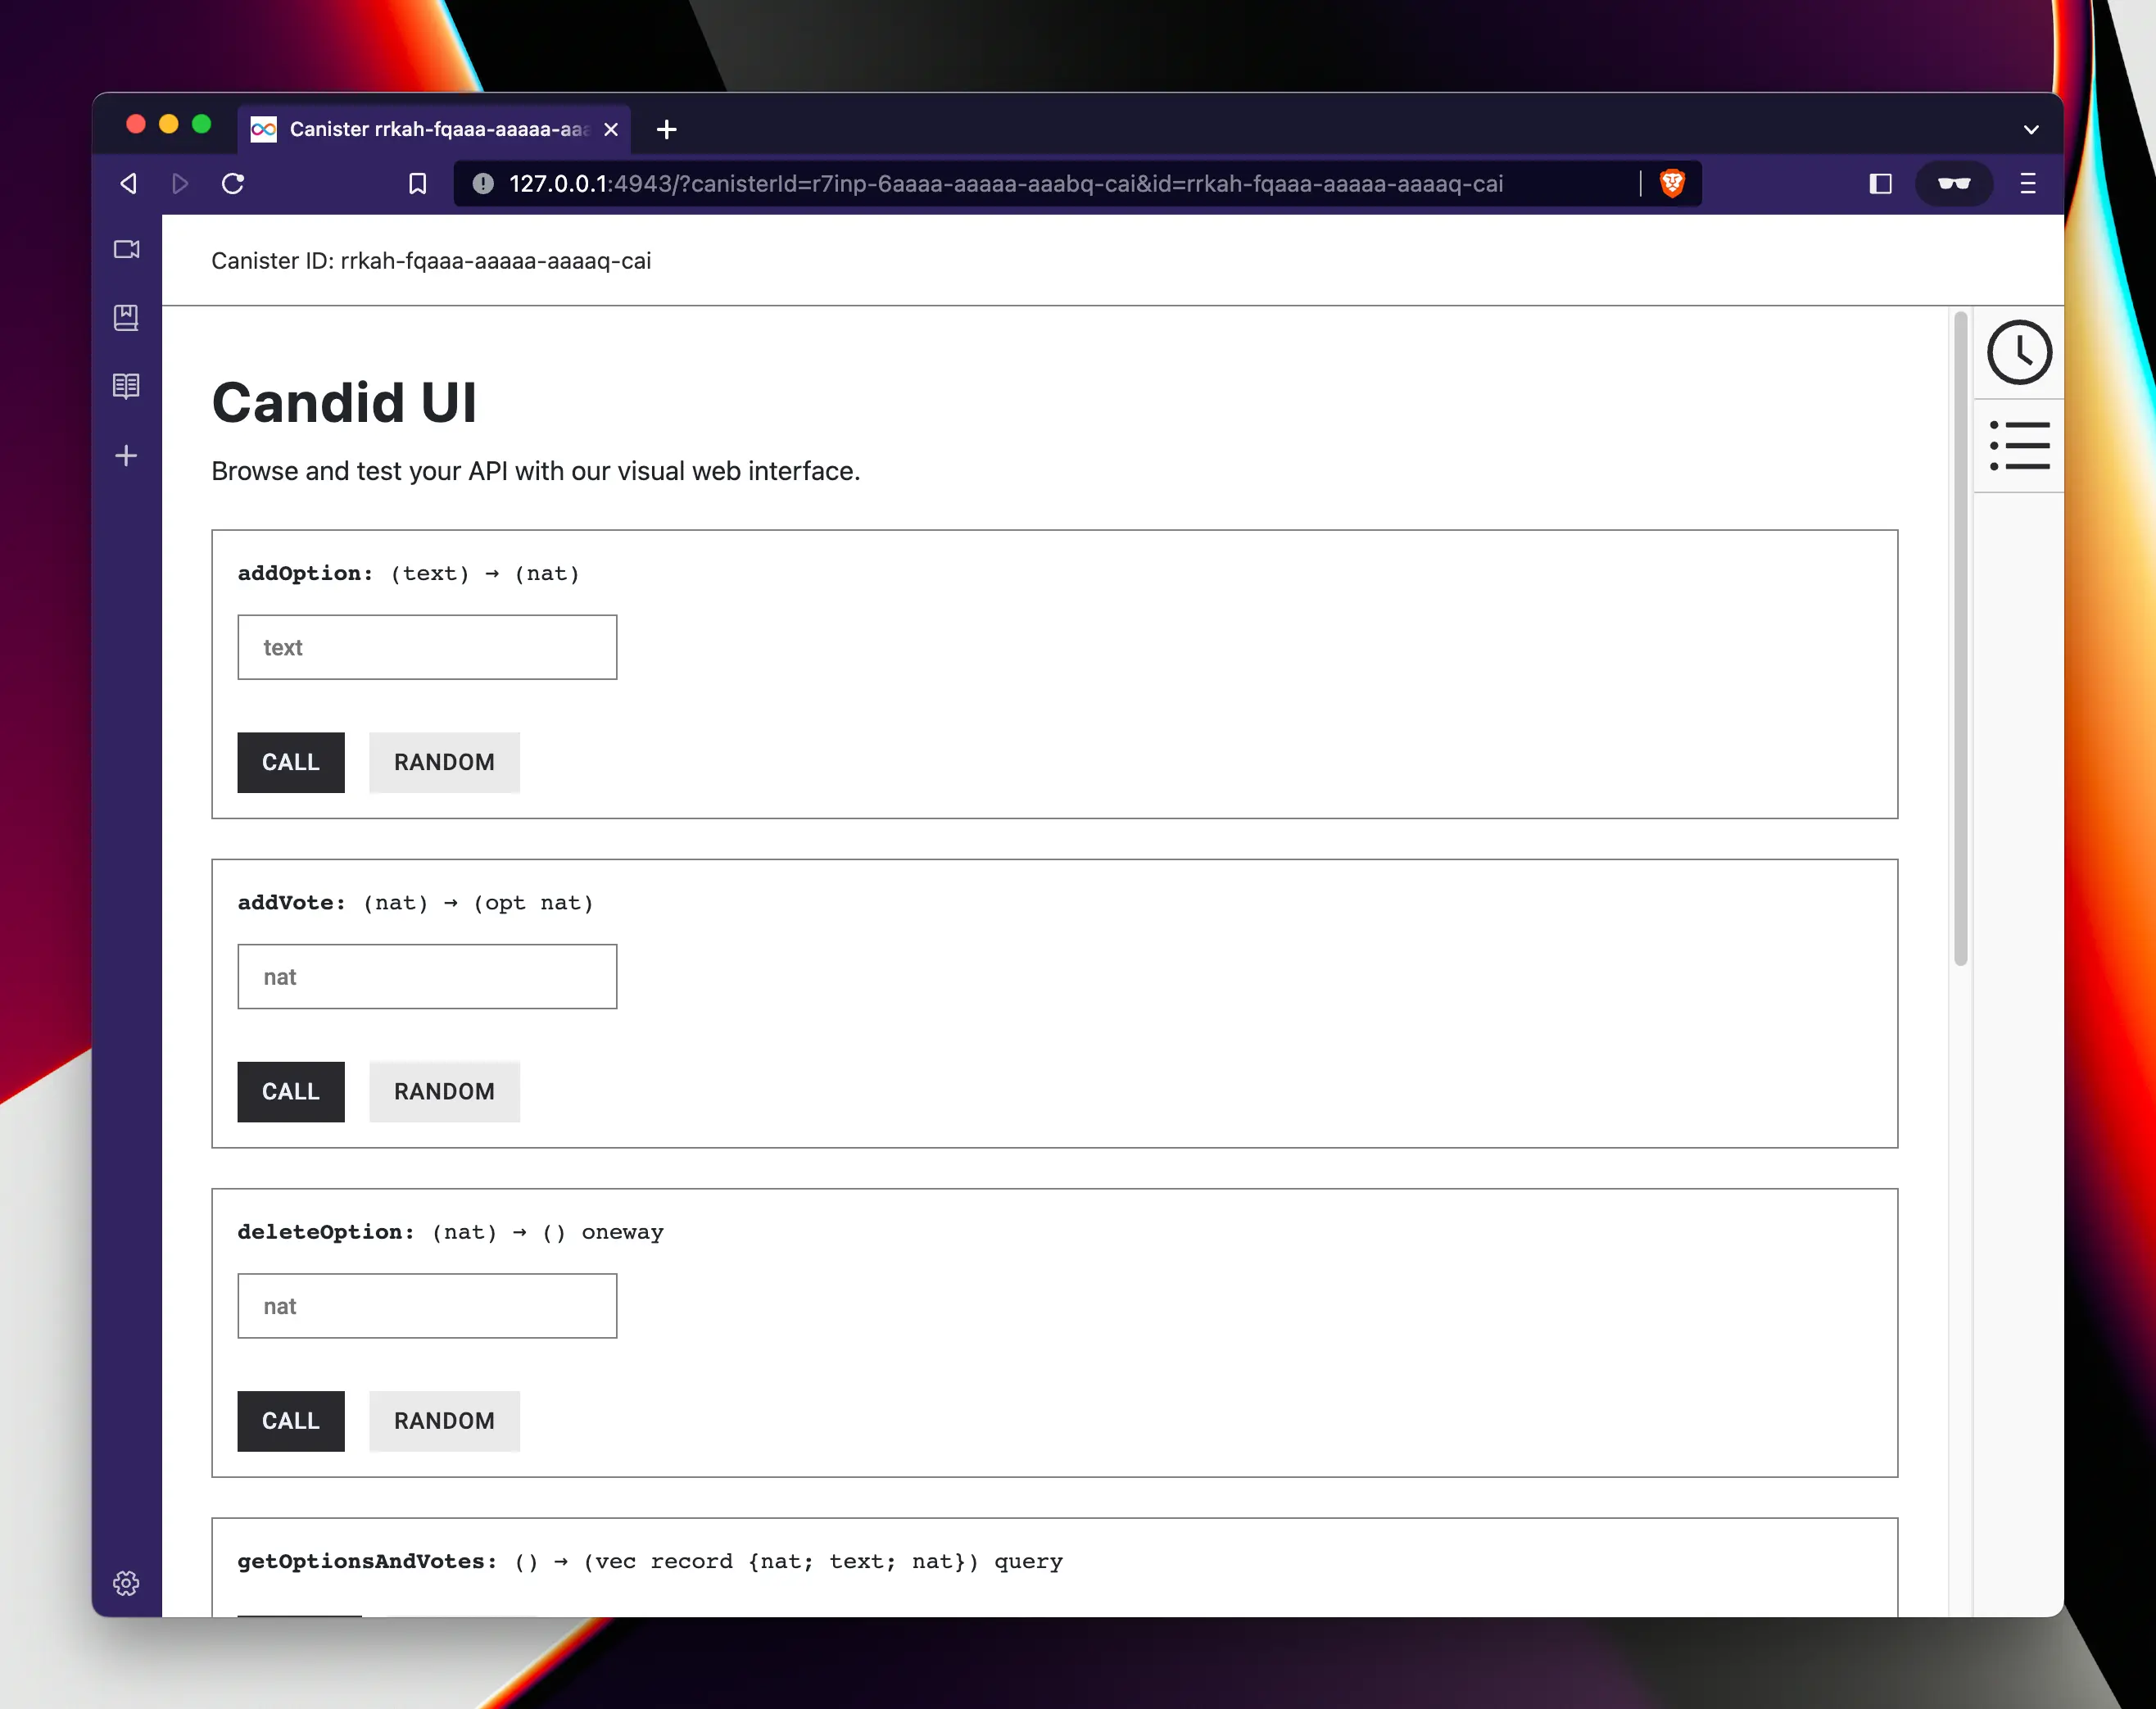 Canister rrkah-fqaaa-aaaaa-aaa
127.0.0.1:4943/?canisterId=r7inp-6aaaa-aaaaa-aaabq-cai&id=rrkah-fqaaa-aaaaa-aaaaq-cai
Canister ID: rrkah-fqaaa-aaaaa-aaaaq-cai
Candid UI
Browse and test your API with our visual web interface.
addOption: (text) → (nat)
text
CALL RANDOM
addVote: (nat) → (opt nat)
nat
CALL RANDOM
deleteOption: (nat) → () oneway
nat
CALL RANDOM
getOptionsAndVotes: () → (vec record {nat; text; nat}) query